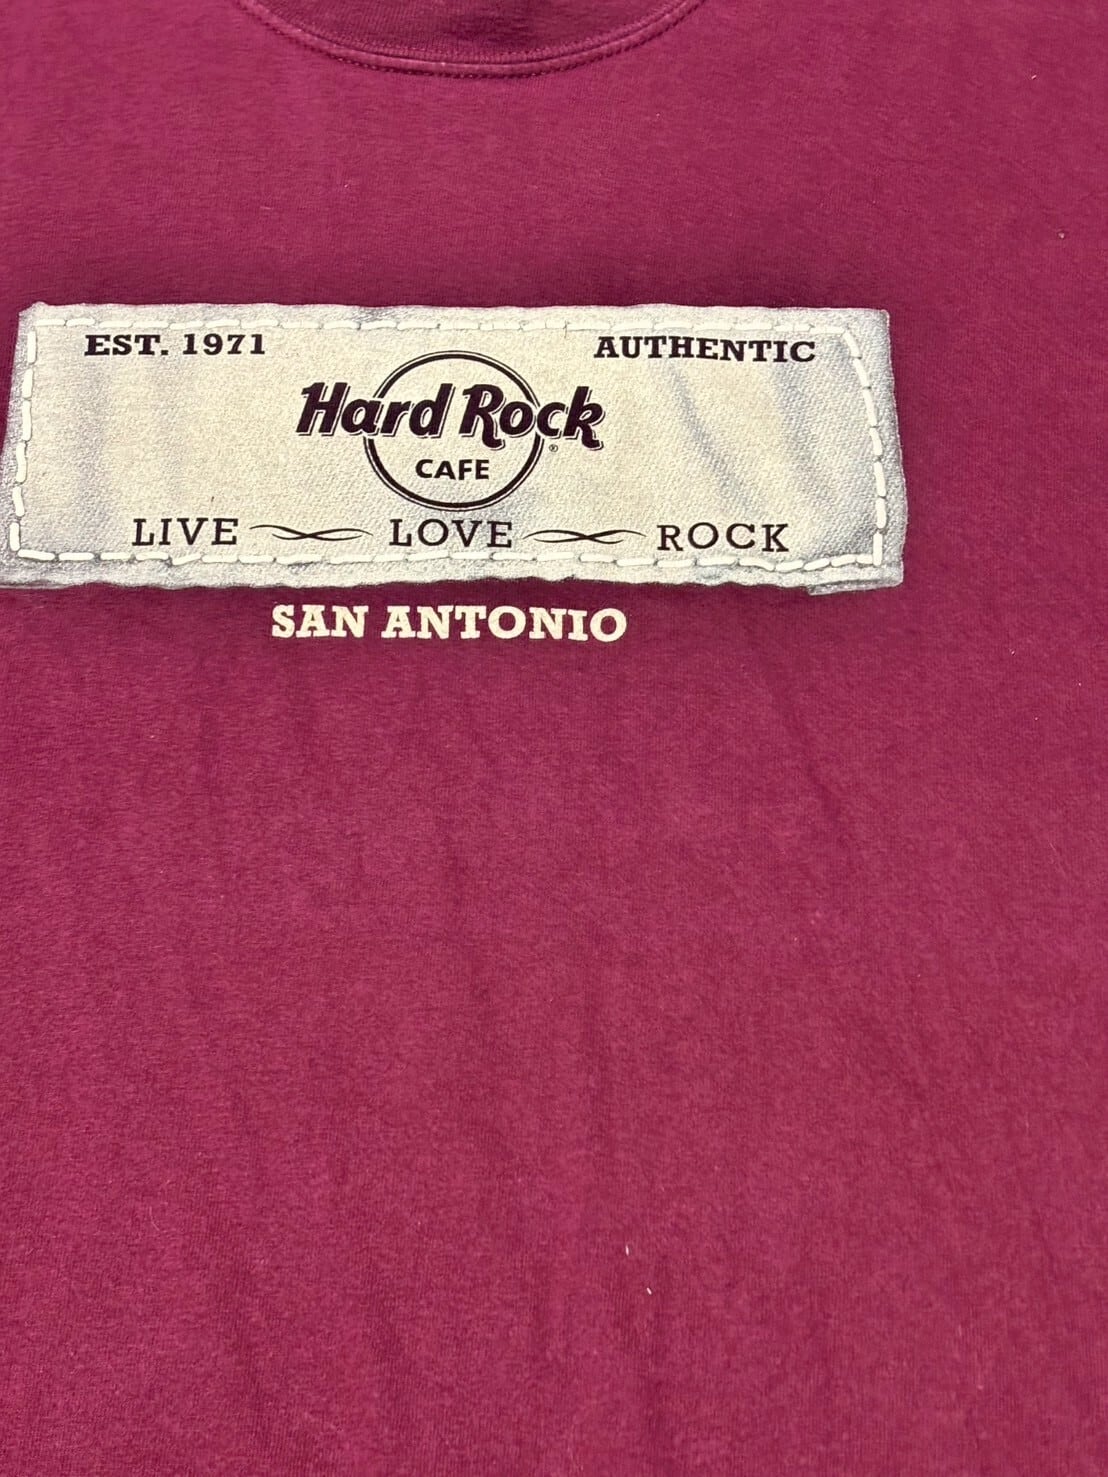 EST. 1971 AUTHENTIC
Hard Rock
®
CAFE
LIVE LOVE ROCK
SAN ANTONIO